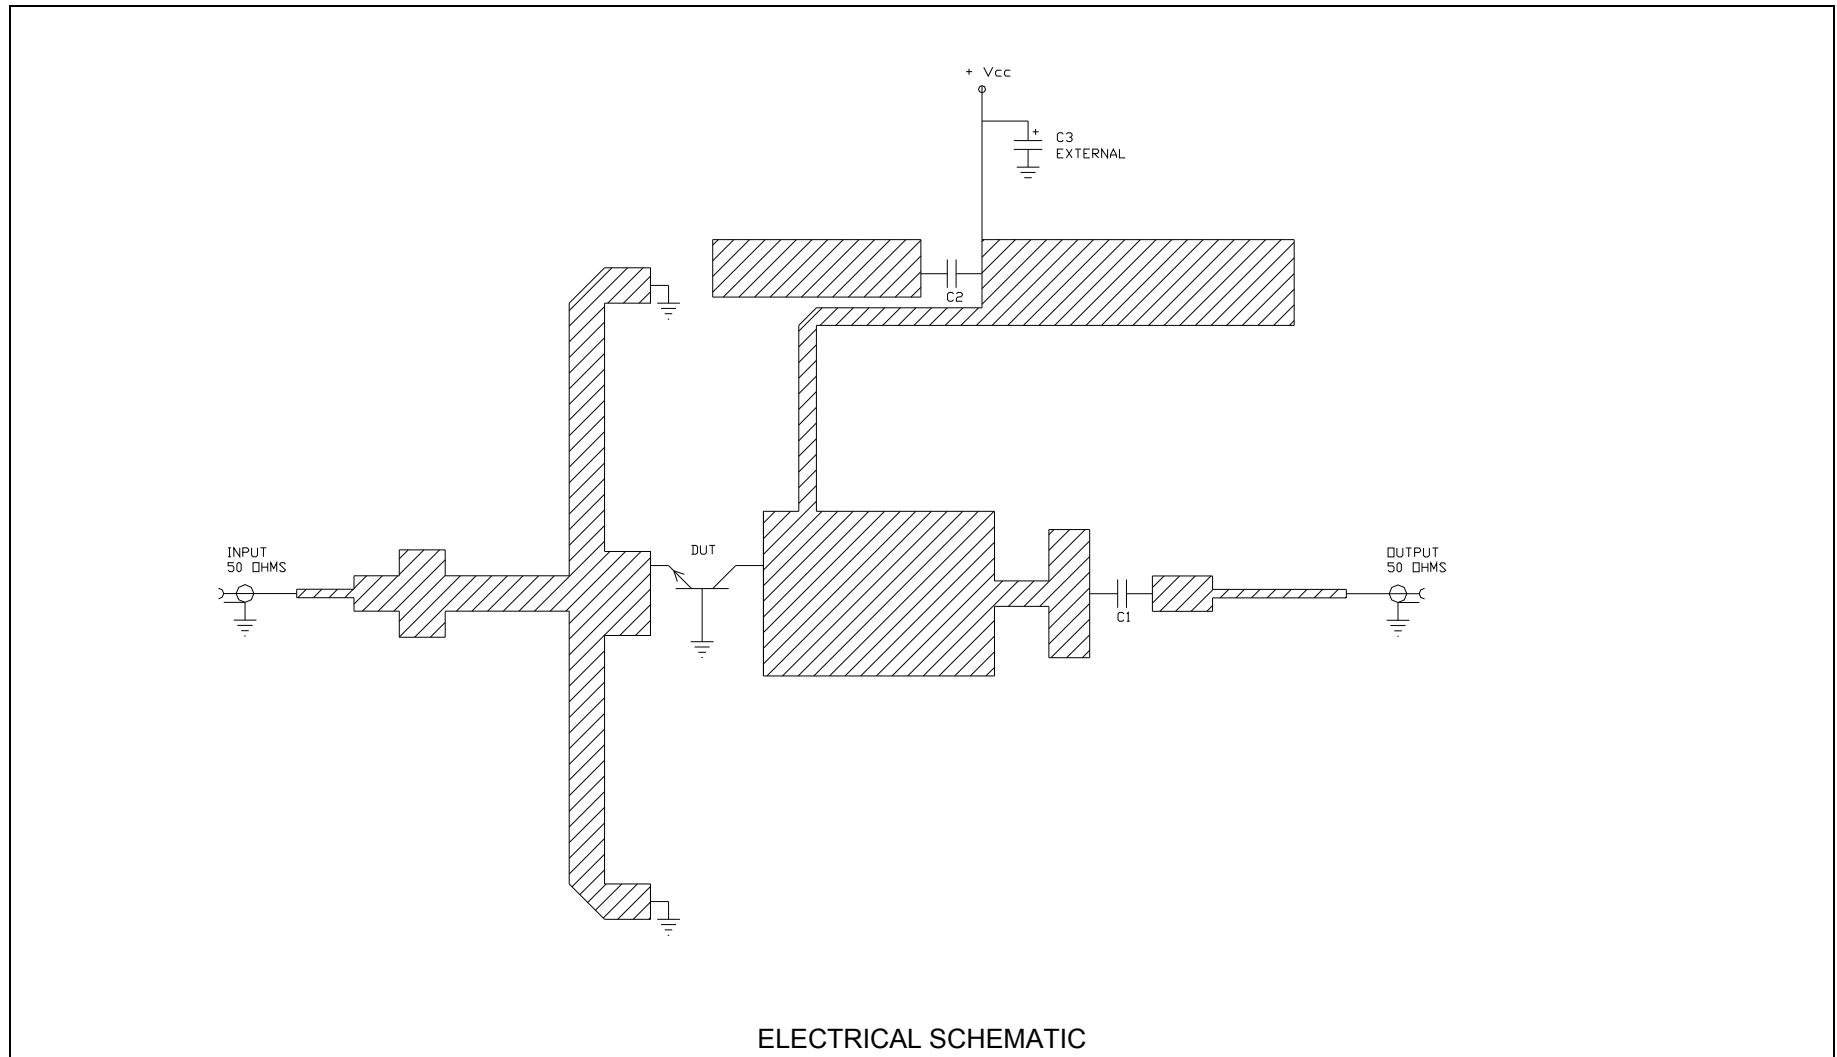 + Vcc
+
C3
EXTERNAL
C2
INPUT
50 OHMS
DUT
OUTPUT
50 OHMS
C1
ELECTRICAL SCHEMATIC